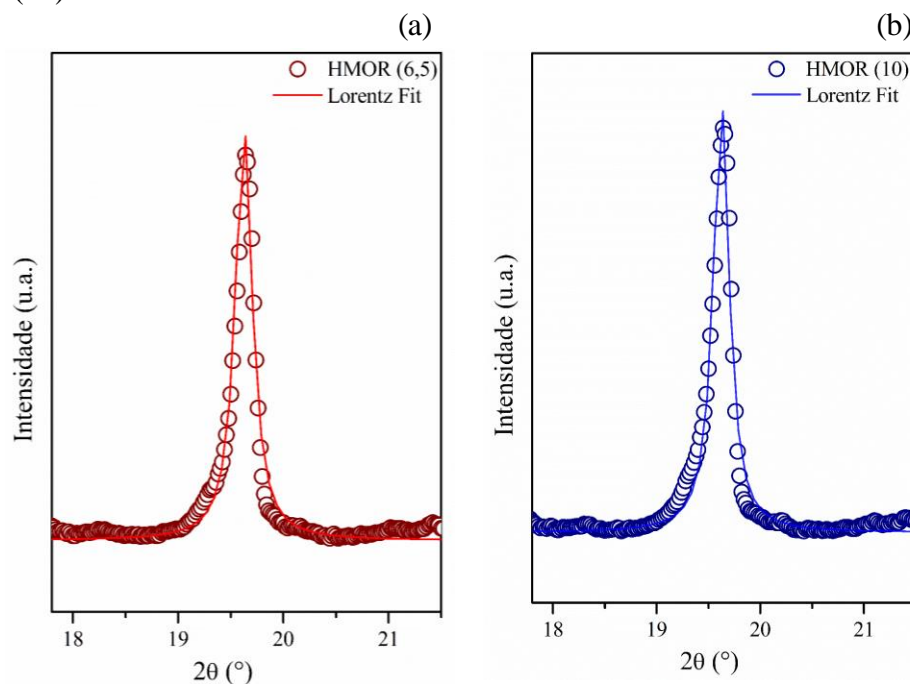 (a)
HMOR (6,5)
Lorentz Fit
Intensidade (u.a.)
18
19
20
21
2θ (°)
(b)
HMOR (10)
Lorentz Fit
Intensidade (u.a.)
18
19
20
21
2θ (°)